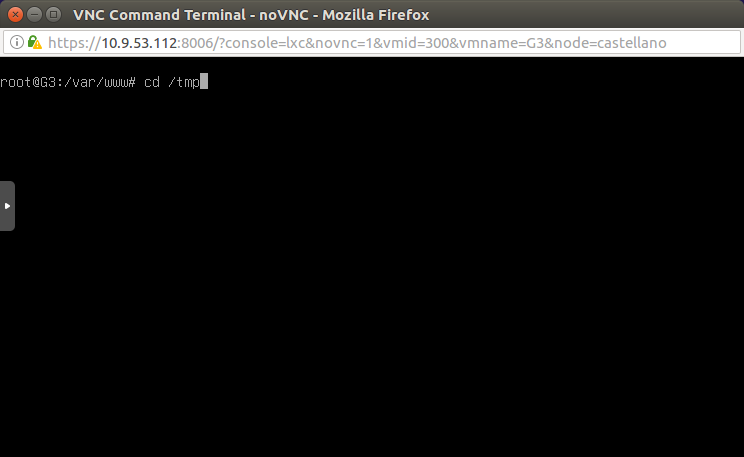 VNC Command Terminal - noVNC - Mozilla Firefox
https://10.9.53.112:8006/?console=lxc&novnc=1&vmid=300&vmname=G3&node=castellano
root@G3:/var/www# cd /tmp